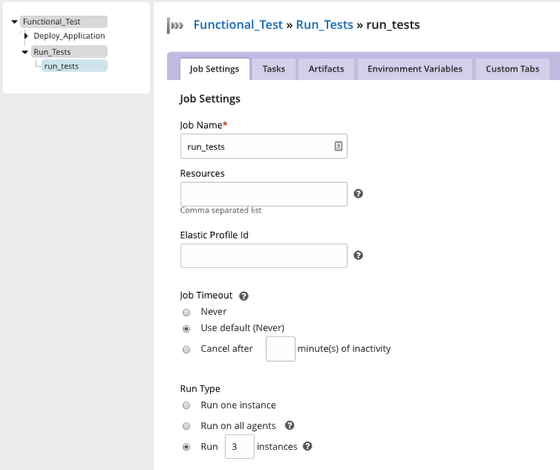 Functional_Test
Deploy_Application
Run_Tests
run_tests
Functional_Test » Run_Tests » run_tests
Job Settings Tasks Artifacts Environment Variables Custom Tabs
Job Settings
Job Name*
run_tests
Resources
?
Comma separated list
Elastic Profile Id
?
Job Timeout ?
Never
Use default (Never)
Cancel after minute(s) of inactivity
Run Type
Run one instance
Run on all agents ?
Run 3 instances ?